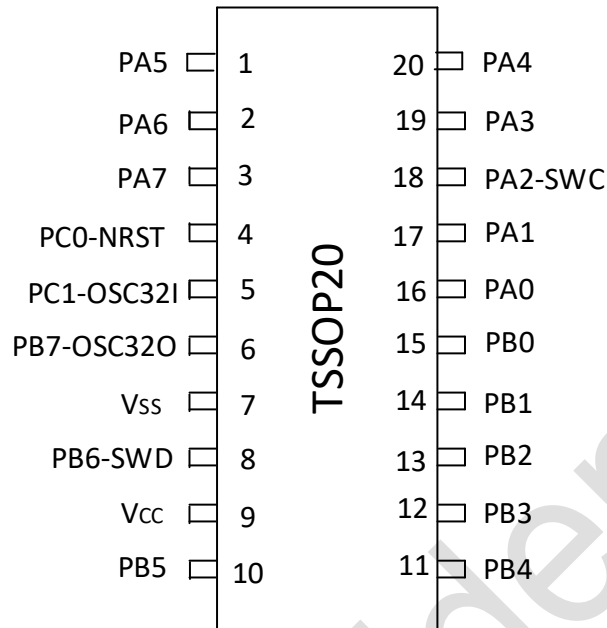 PA5 1 20 PA4
PA6 2 19 PA3
PA7 3 18 PA2-SWC
PC0-NRST 4 17 PA1
PC1-OSC32I 5 16 PA0
PB7-OSC32O 6 15 PB0
Vss 7 14 PB1
PB6-SWD 8 13 PB2
Vcc 9 12 PB3
PB5 10 11 PB4
TSSOP20